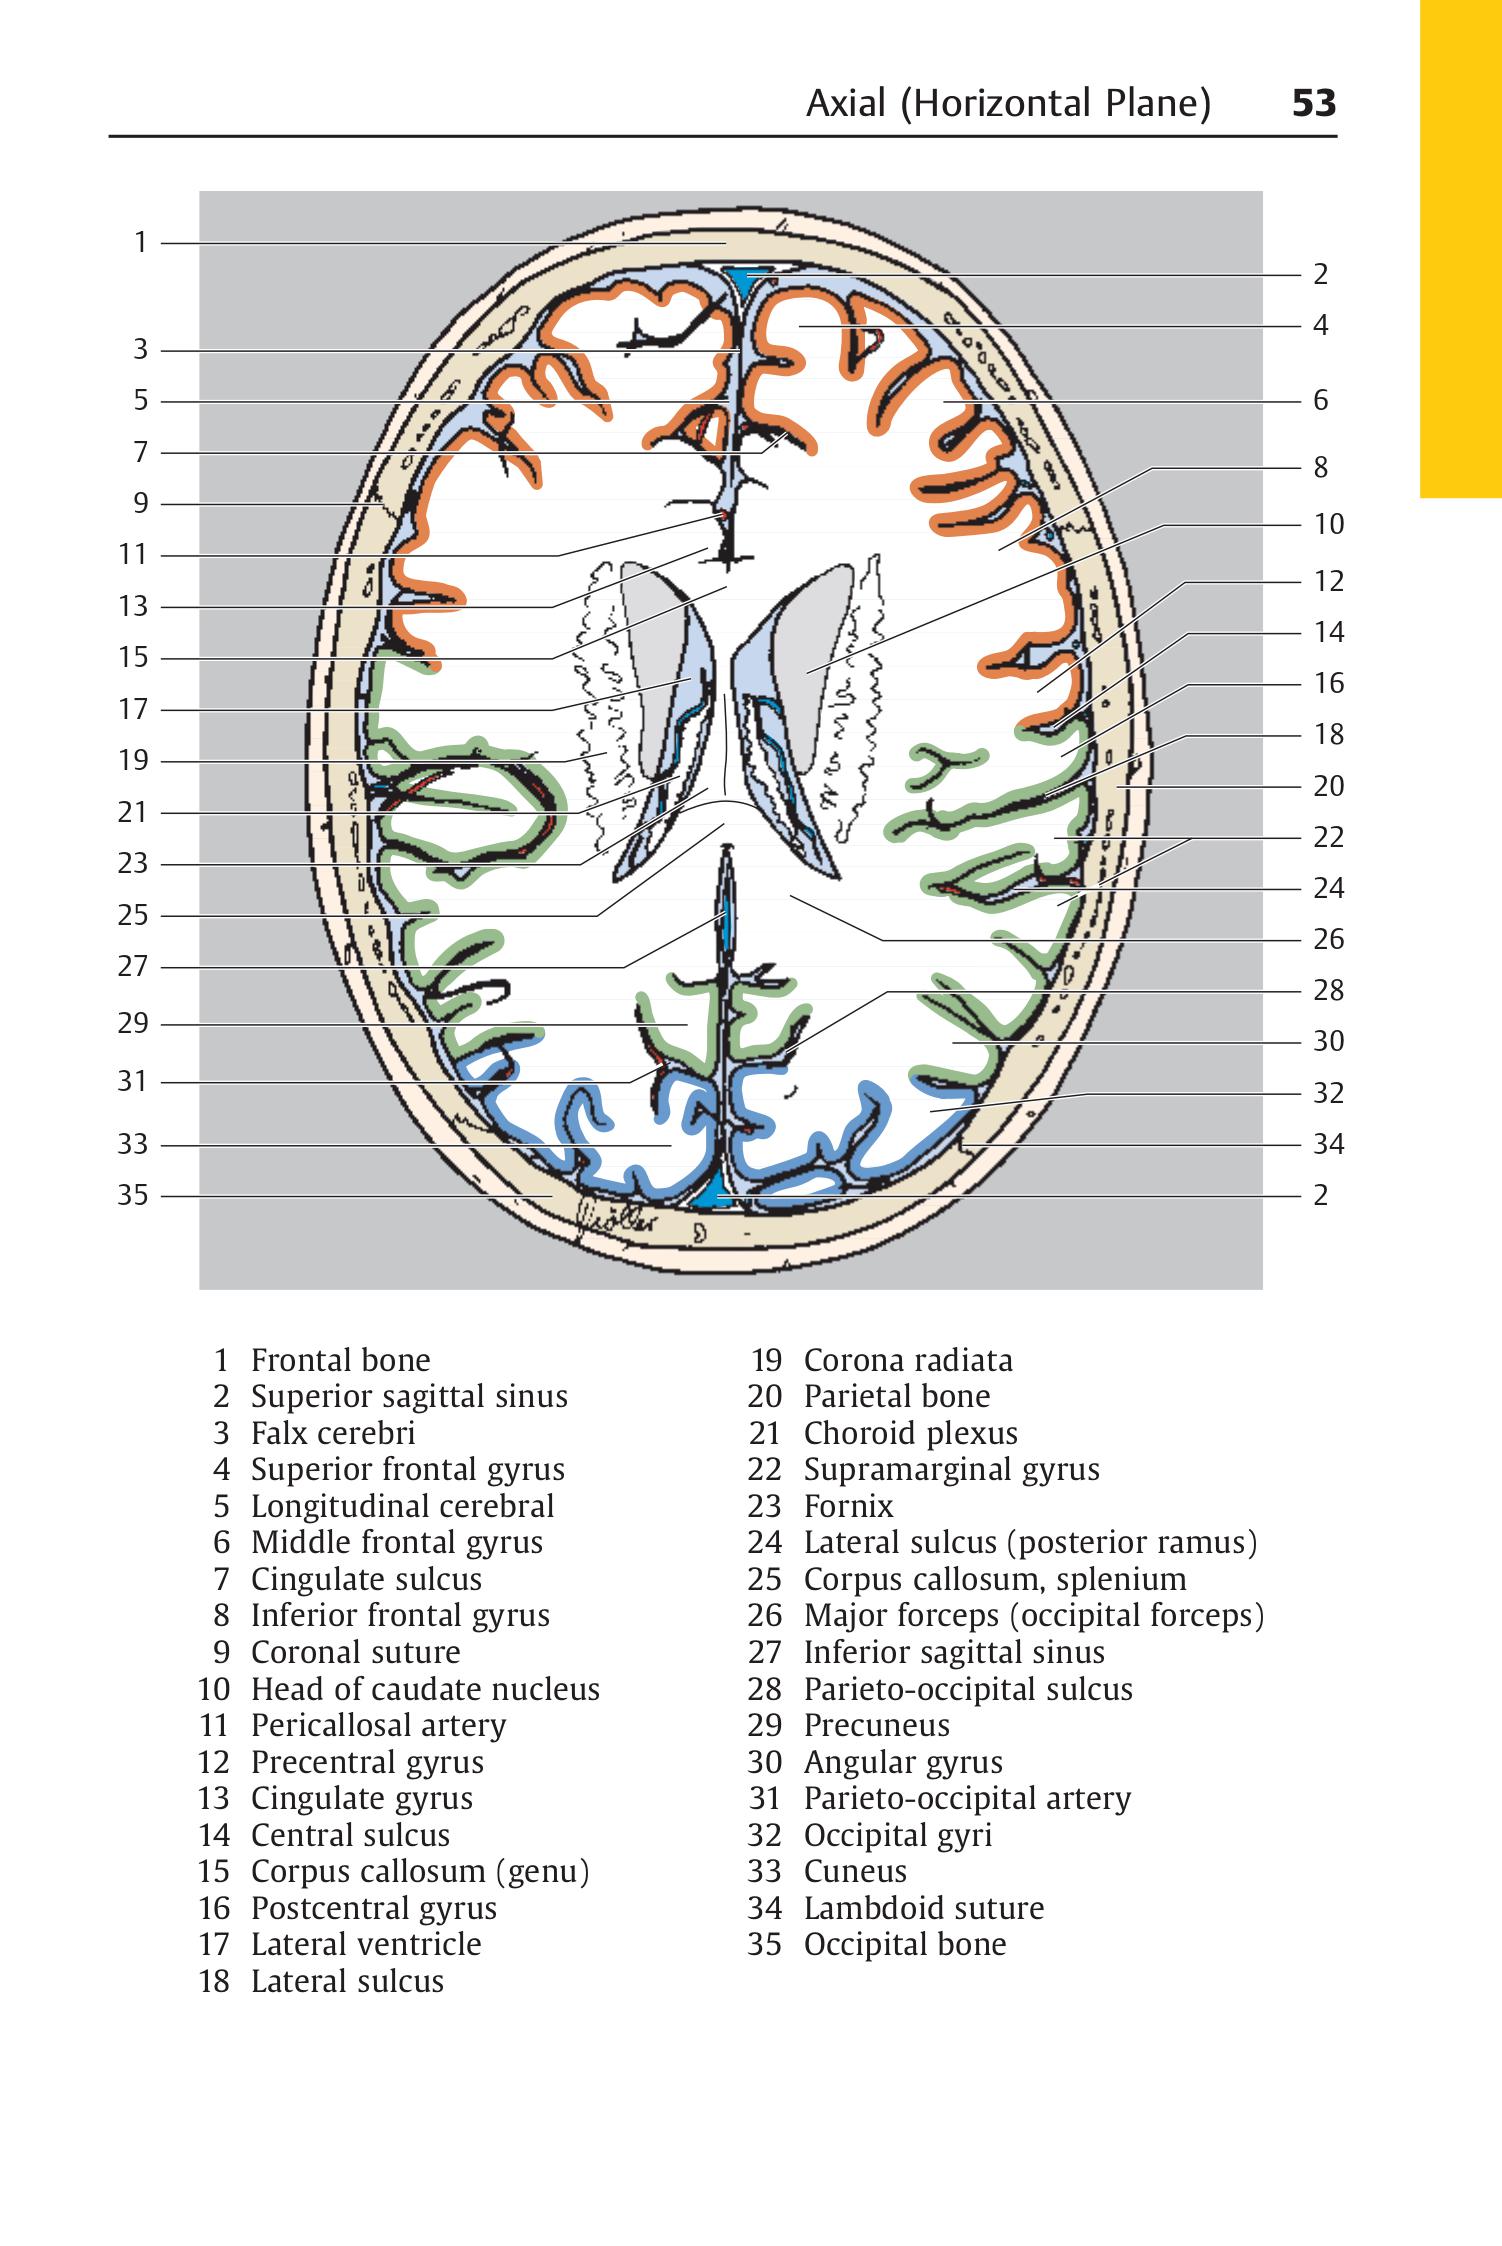 Axial (Horizontal Plane) 53
1
2
3
4
5
6
7
8
9
10
11
12
13
14
15
16
17
18
19
20
21
22
23
24
25
26
27
28
29
30
31
32
33
34
35
2
1 Frontal bone
2 Superior sagittal sinus
3 Falx cerebri
4 Superior frontal gyrus
5 Longitudinal cerebral
6 Middle frontal gyrus
7 Cingulate sulcus
8 Inferior frontal gyrus
9 Coronal suture
10 Head of caudate nucleus
11 Pericallosal artery
12 Precentral gyrus
13 Cingulate gyrus
14 Central sulcus
15 Corpus callosum (genu)
16 Postcentral gyrus
17 Lateral ventricle
18 Lateral sulcus
19 Corona radiata
20 Parietal bone
21 Choroid plexus
22 Supramarginal gyrus
23 Fornix
24 Lateral sulcus (posterior ramus)
25 Corpus callosum, splenium
26 Major forceps (occipital forceps)
27 Inferior sagittal sinus
28 Parieto-occipital sulcus
29 Precuneus
30 Angular gyrus
31 Parieto-occipital artery
32 Occipital gyri
33 Cuneus
34 Lambdoid suture
35 Occipital bone